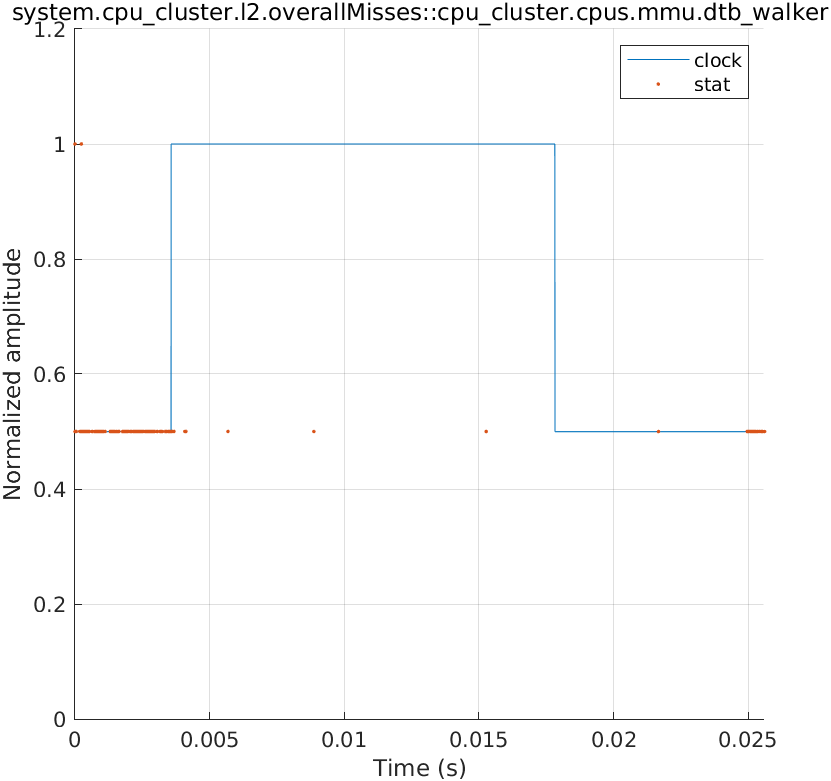 system.cpu_cluster.l2.overallMisses::cpu_cluster.cpus.mmu.dtb_walker
1.2
clock
stat
1
0.8
Normalized amplitude
0.6
0.4
0.2
0
0 0.005 0.01 0.015 0.02 0.025
Time (s)